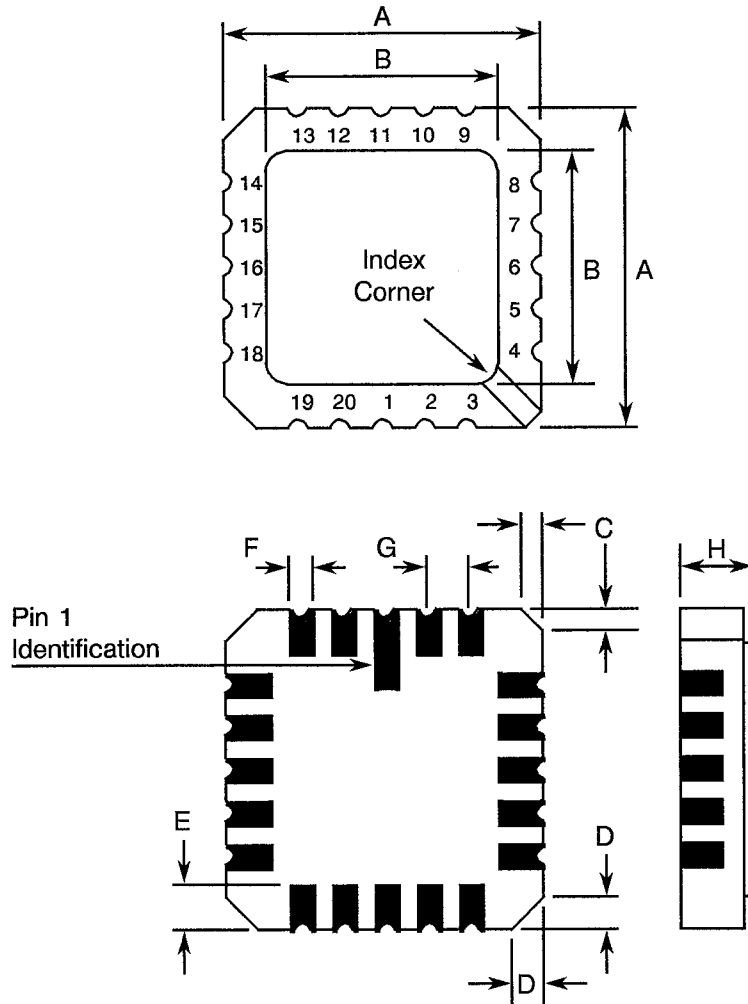 A
B
13 12 11 10 9
14 8
15 7
16 6
17 5
18 4
Index
Corner
B
A
19 20 1 2 3
F
G
C
H
Pin 1
Identification
E
D
D